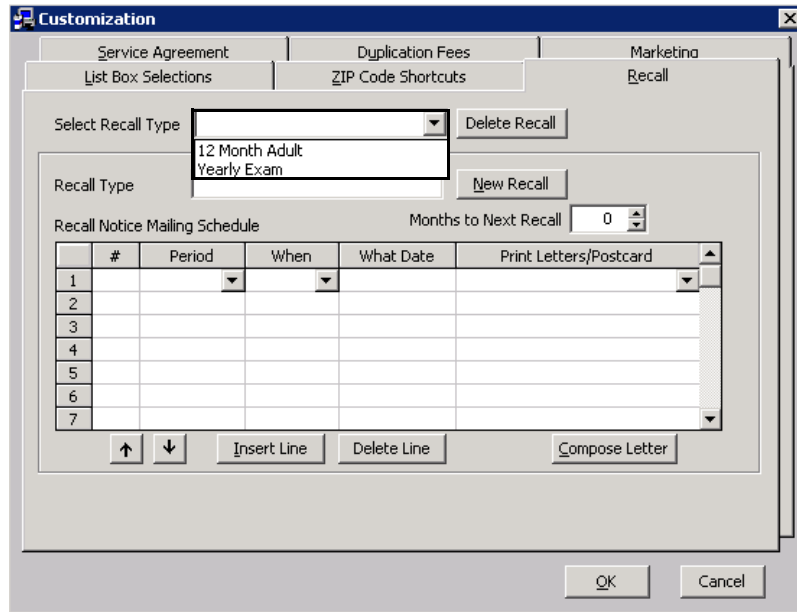 Customization
Service Agreement Duplication Fees Marketing
List Box Selections ZIP Code Shortcuts Recall
Select Recall Type Delete Recall
12 Month Adult
Yearly Exam
Recall Type New Recall
Recall Notice Mailing Schedule Months to Next Recall 0
# Period When What Date Print Letters/Postcard
1
2
3
4
5
6
7
Insert Line Delete Line Compose Letter
OK Cancel